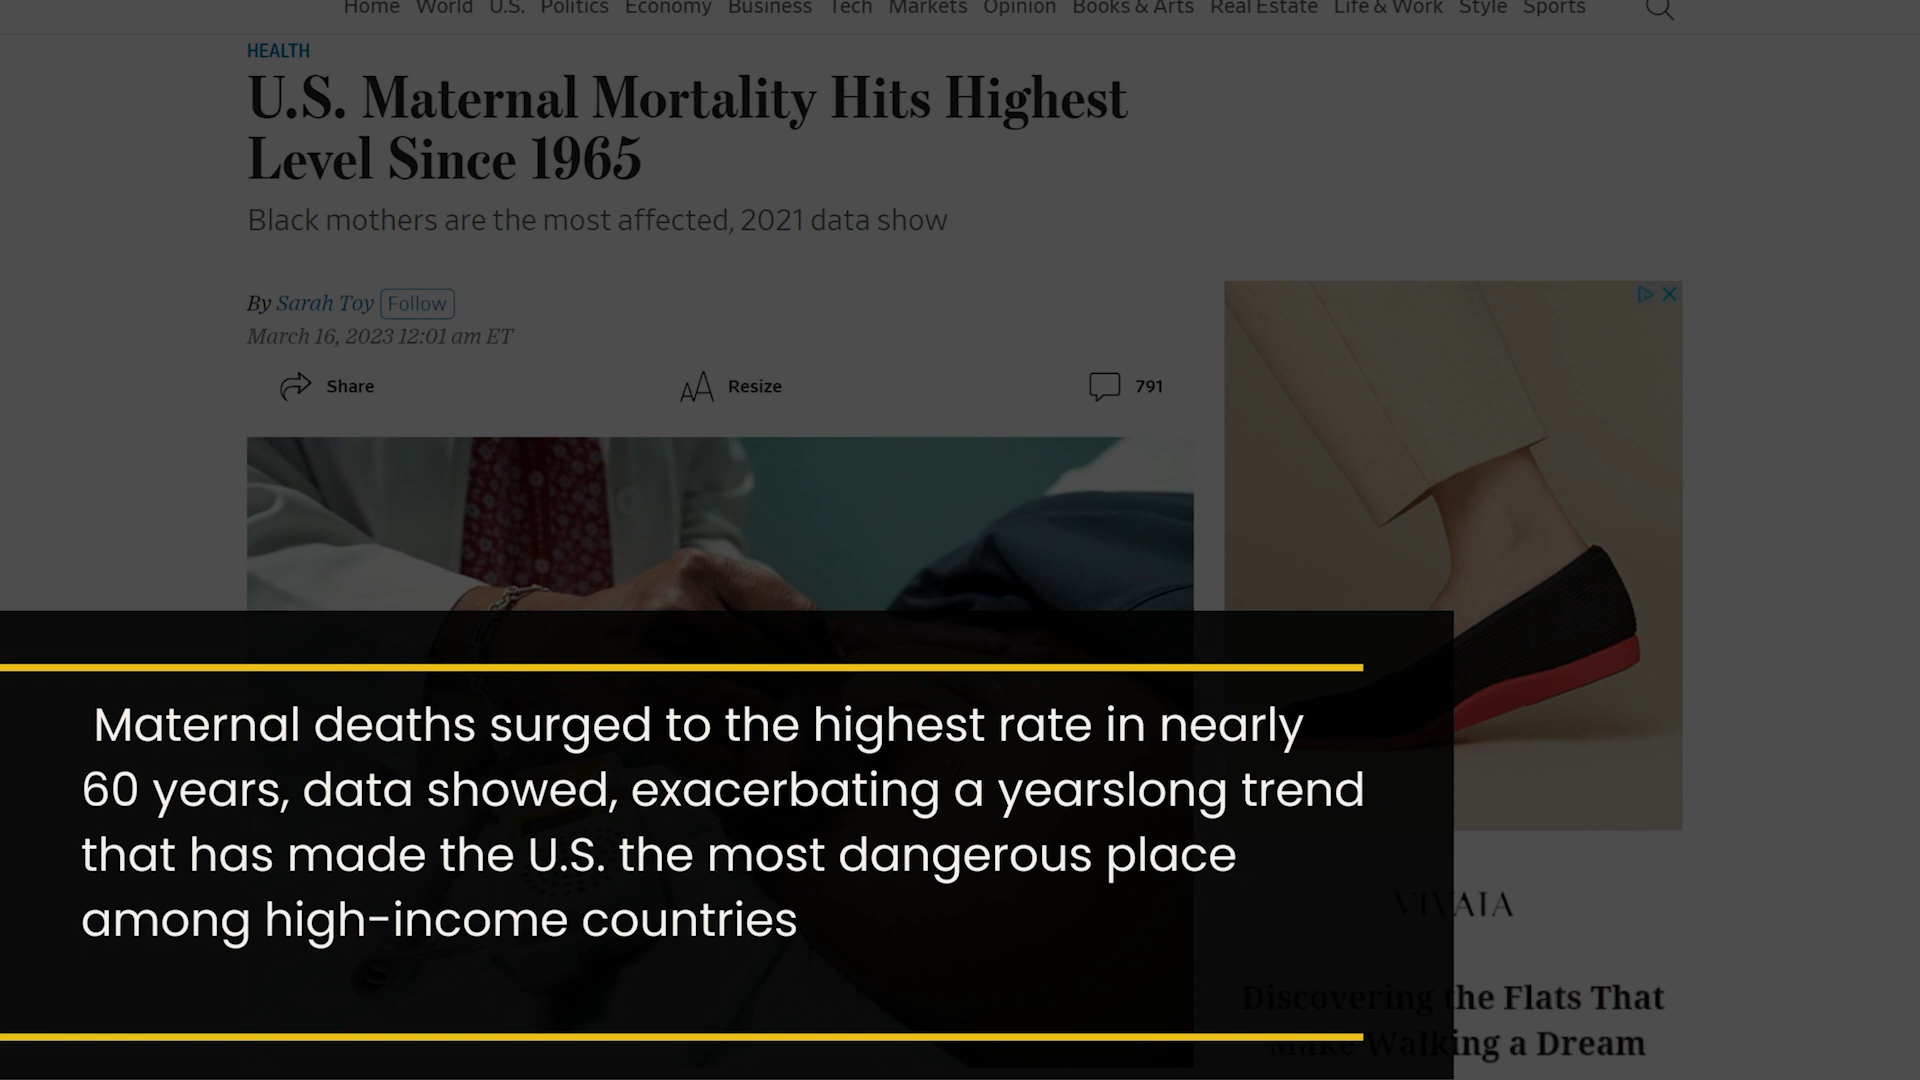 Home World U.S. Politics Economy Business Tech Markets Opinion Books & Arts Real Estate Life & Work Style Sports
HEALTH
U.S. Maternal Mortality Hits Highest
Level Since 1965
Black mothers are the most affected, 2021 data show
By Sarah Toy Follow
March 16, 2023 12:01 am ET
Share Resize 791
Maternal deaths surged to the highest rate in nearly
60 years, data showed, exacerbating a yearslong trend
that has made the U.S. the most dangerous place
among high-income countries
VIVAIA
Discovering the Flats That
Make Walking a Dream